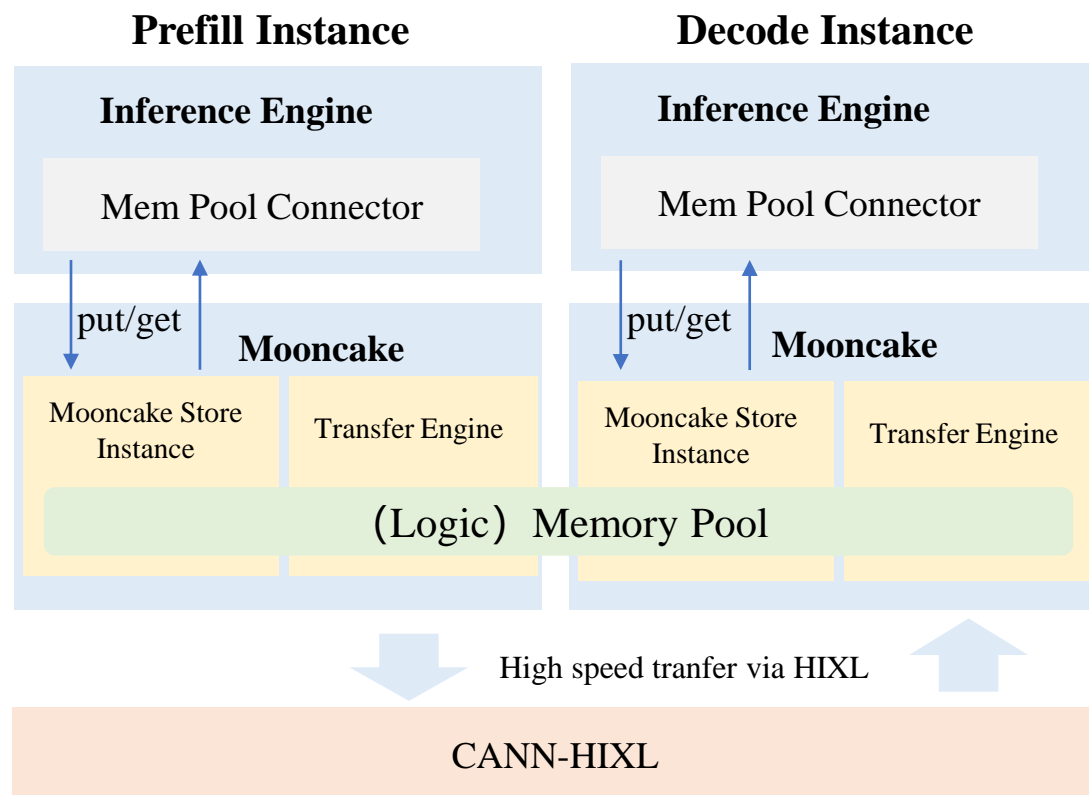 Prefill Instance
Decode Instance
Inference Engine
Inference Engine
Mem Pool Connector
Mem Pool Connector
put/get
put/get
Mooncake
Mooncake
Mooncake Store
Instance
Transfer Engine
Mooncake Store
Instance
Transfer Engine
（Logic）Memory Pool
High speed tranfer via HIXL
CANN-HIXL